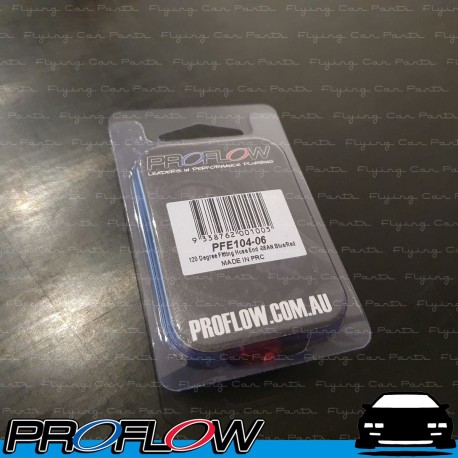 Flying Car Parts
PROFLOW
LEADERS IN PERFORMANCE PLUMBING
9 338762 001003
PFE104-06
120 Degree Fitting Hose End -06AN Blue/Red
MADE IN PRC
PROFLOW.COM.AU
PROFLOW